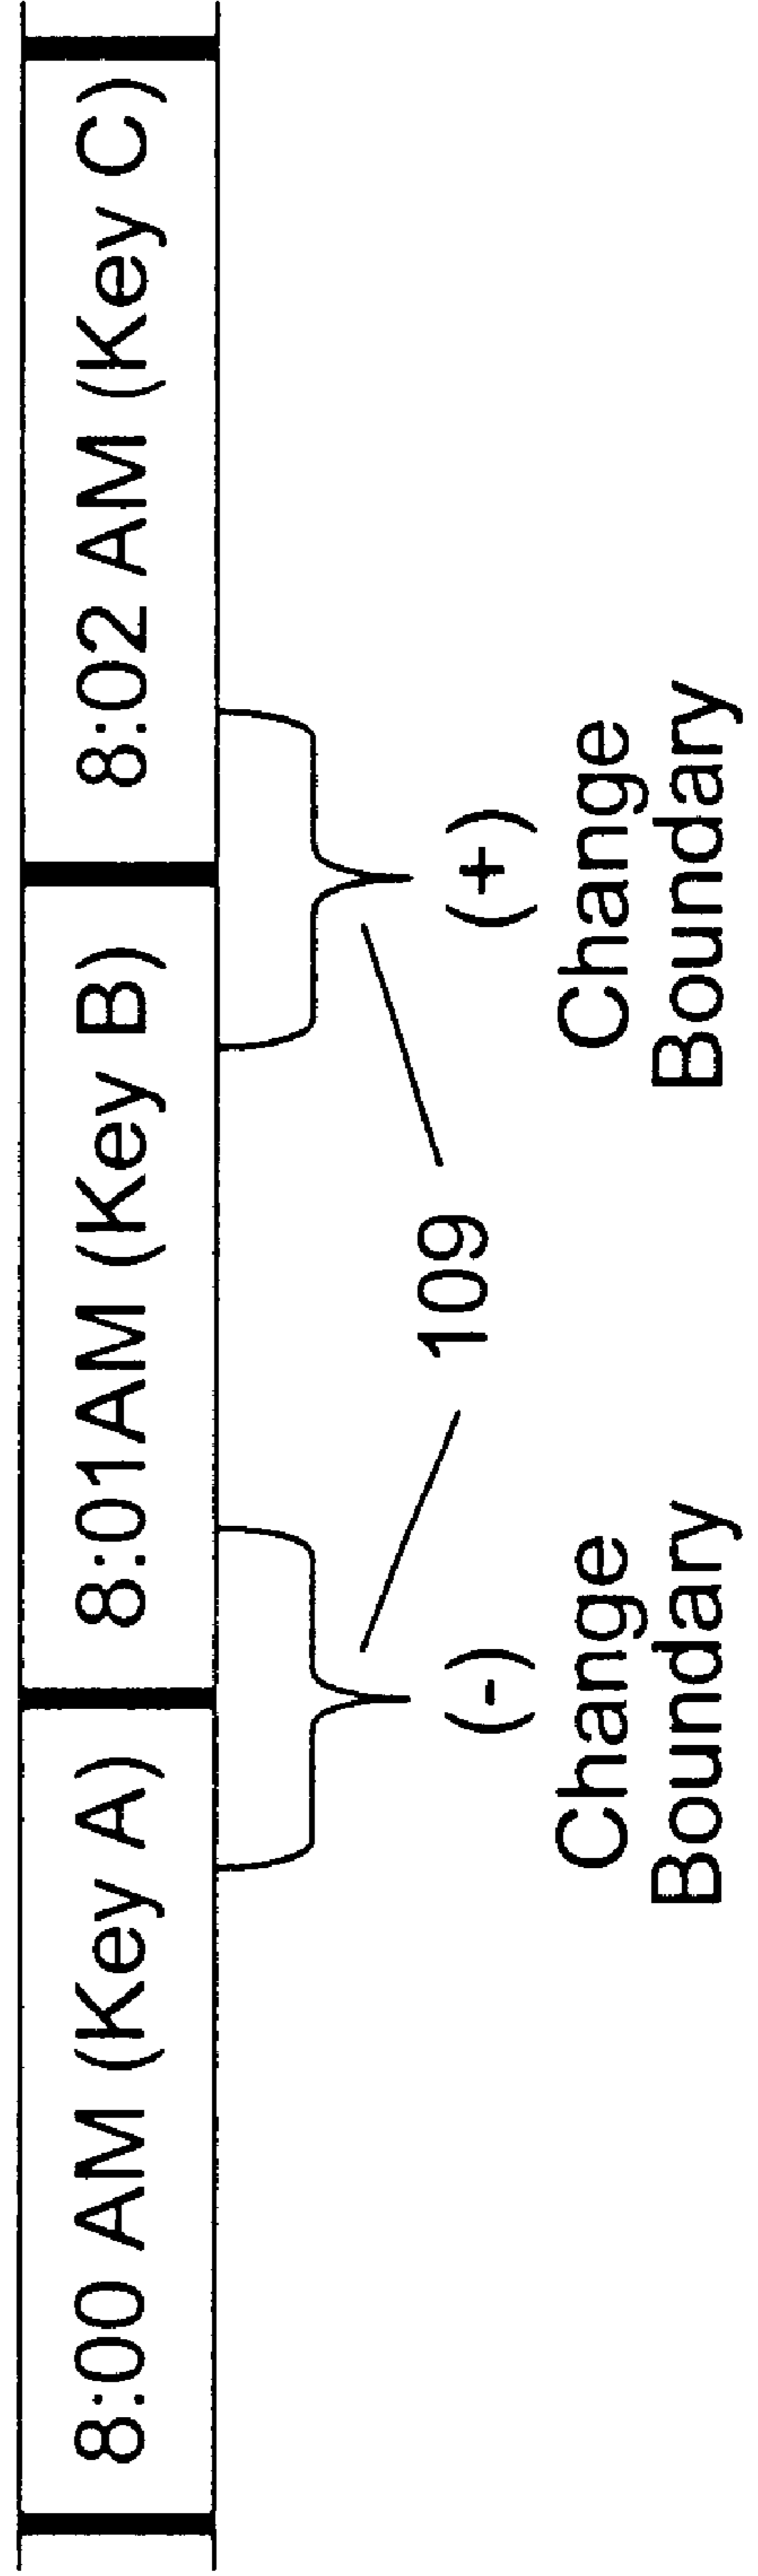 8:00 AM (Key A)
8:01AM (Key B)
8:02 AM (Key C)
109
(-)
Change
Boundary
(+)
Change
Boundary